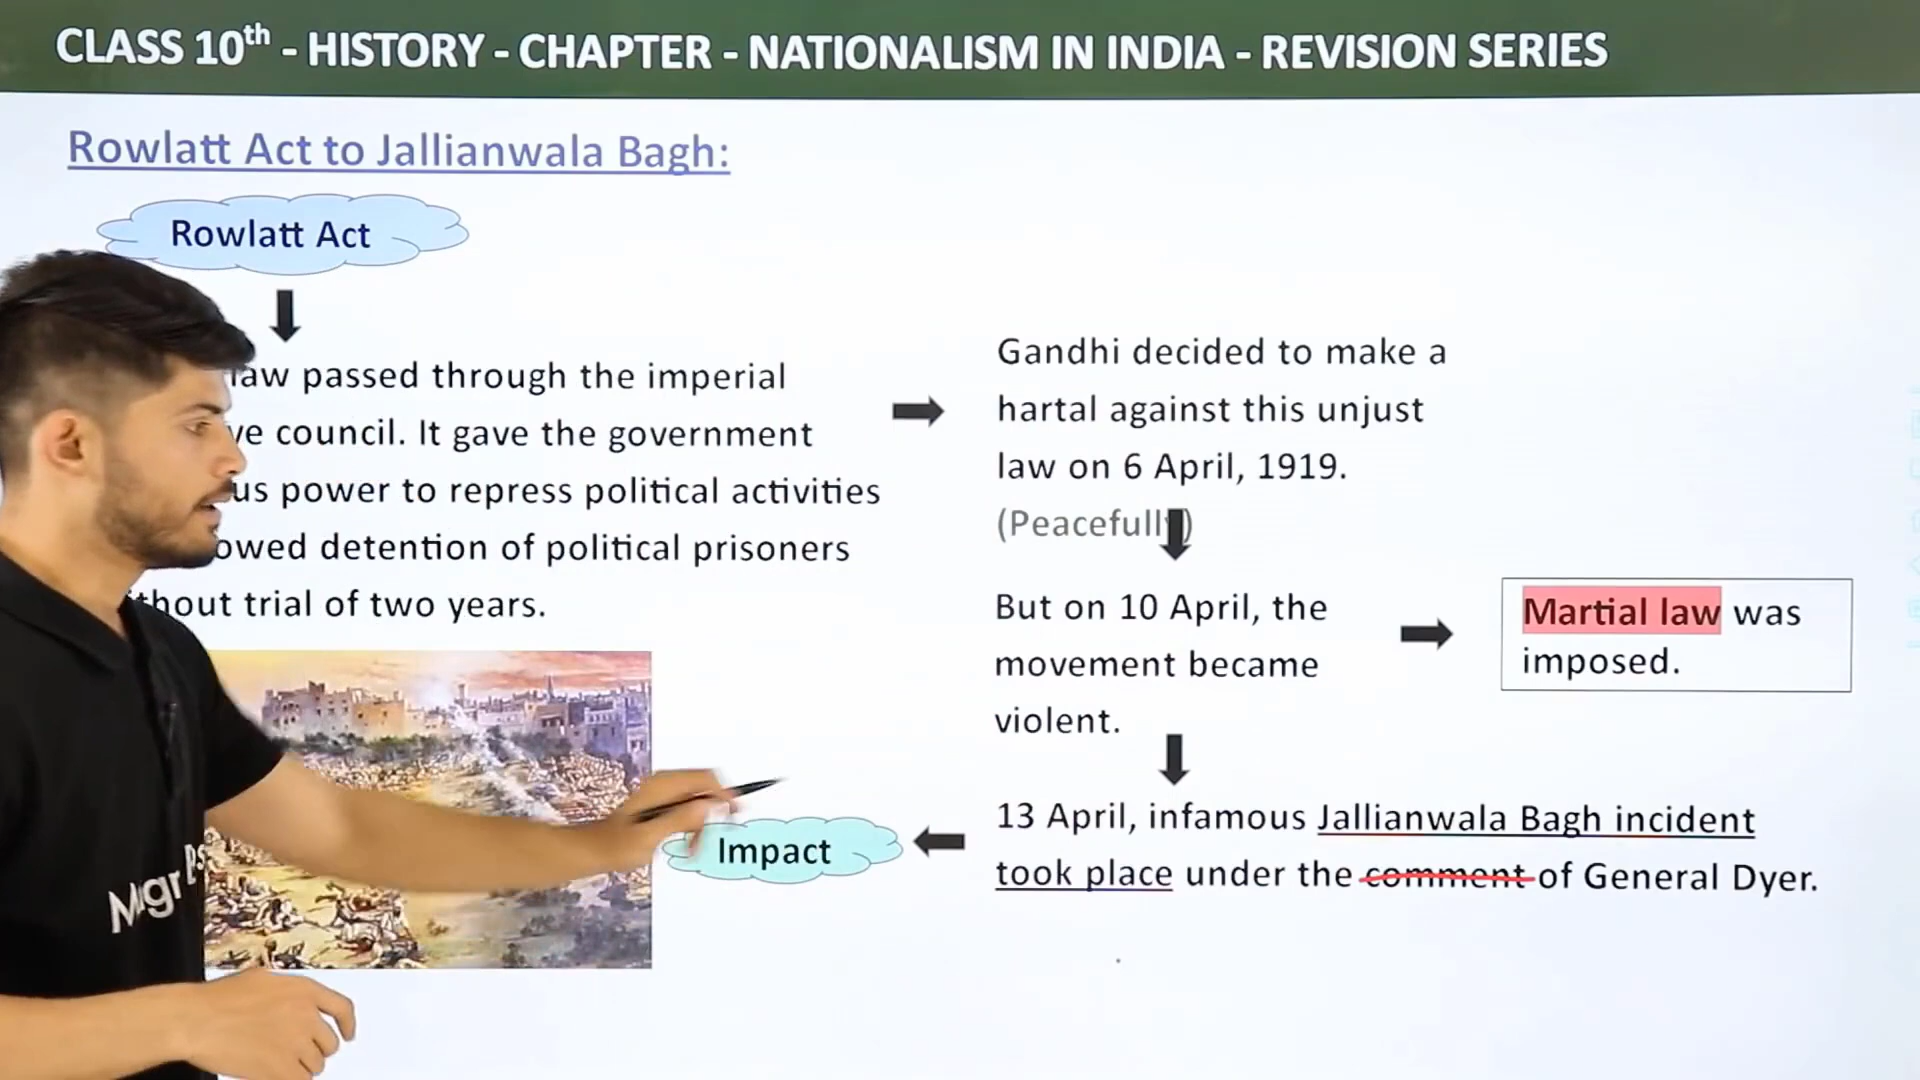 CLASS 10th - HISTORY - CHAPTER - NATIONALISM IN INDIA - REVISION SERIES
Rowlatt Act to Jallianwala Bagh:
Rowlatt Act
law passed through the imperial
council. It gave the government
power to repress political activities
detention of political prisoners
trial of two years.
Gandhi decided to make a
hartal against this unjust
law on 6 April, 1919.
(Peacefully)
But on 10 April, the
movement became
violent.
Martial law was
imposed.
13 April, infamous Jallianwala Bagh incident
took place under the comment of General Dyer.
Impact